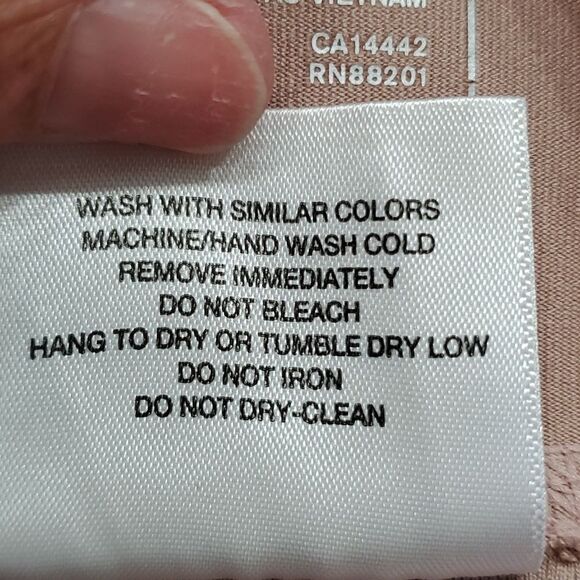 VIETNAM
CA14442
RN88201
WASH WITH SIMILAR COLORS
MACHINE/HAND WASH COLD
REMOVE IMMEDIATELY
DO NOT BLEACH
HANG TO DRY OR TUMBLE DRY LOW
DO NOT IRON
DO NOT DRY-CLEAN